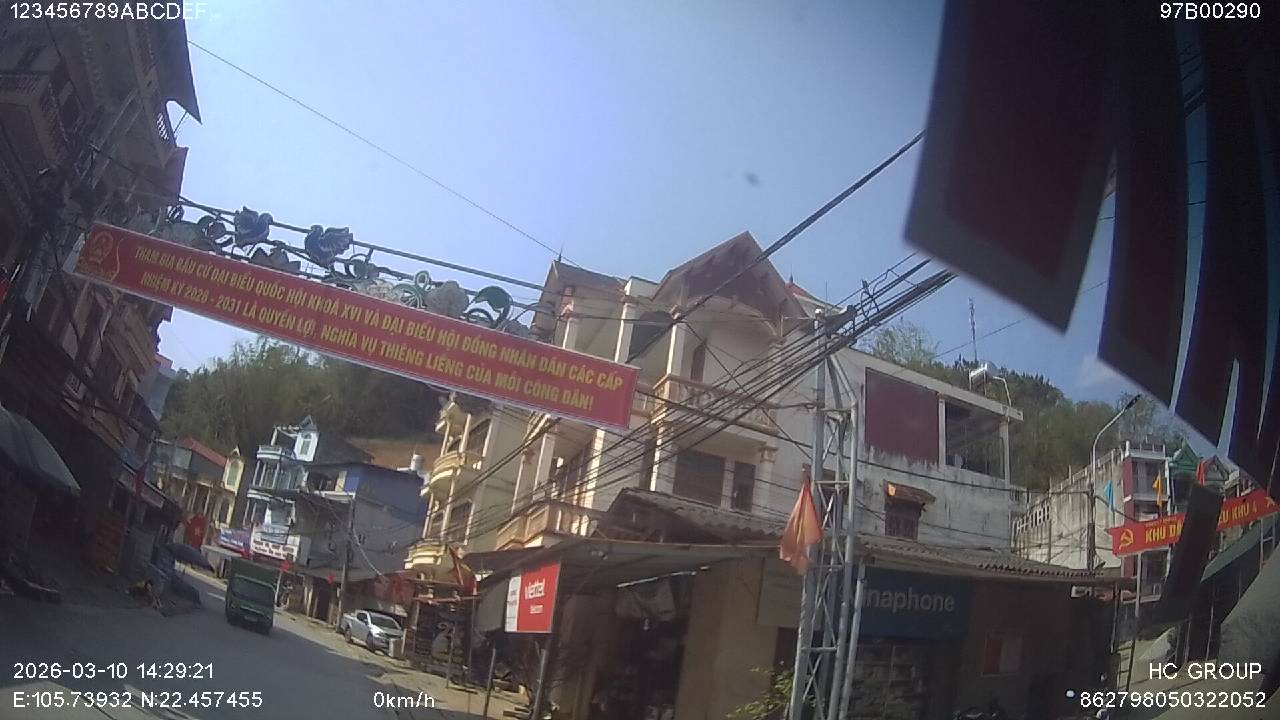 123456789ABCDEF
97B00290
THAM GIA BẦU CỬ ĐẠI BIỂU QUỐC HỘI KHOÁ XVI VÀ ĐẠI BIỂU HỘI ĐỒNG NHÂN DÂN CÁC CẤP
NHIỆM KỲ 2026 - 2031 LÀ QUYỀN LỢI, NGHĨA VỤ THIÊNG LIÊNG CỦA MỖI CÔNG DÂN!
KHU D
U KHU 4
viettel
naphone
2026-03-10 14:29:21
E:105.73932 N:22.457455
0km/h
HC GROUP
862798050322052